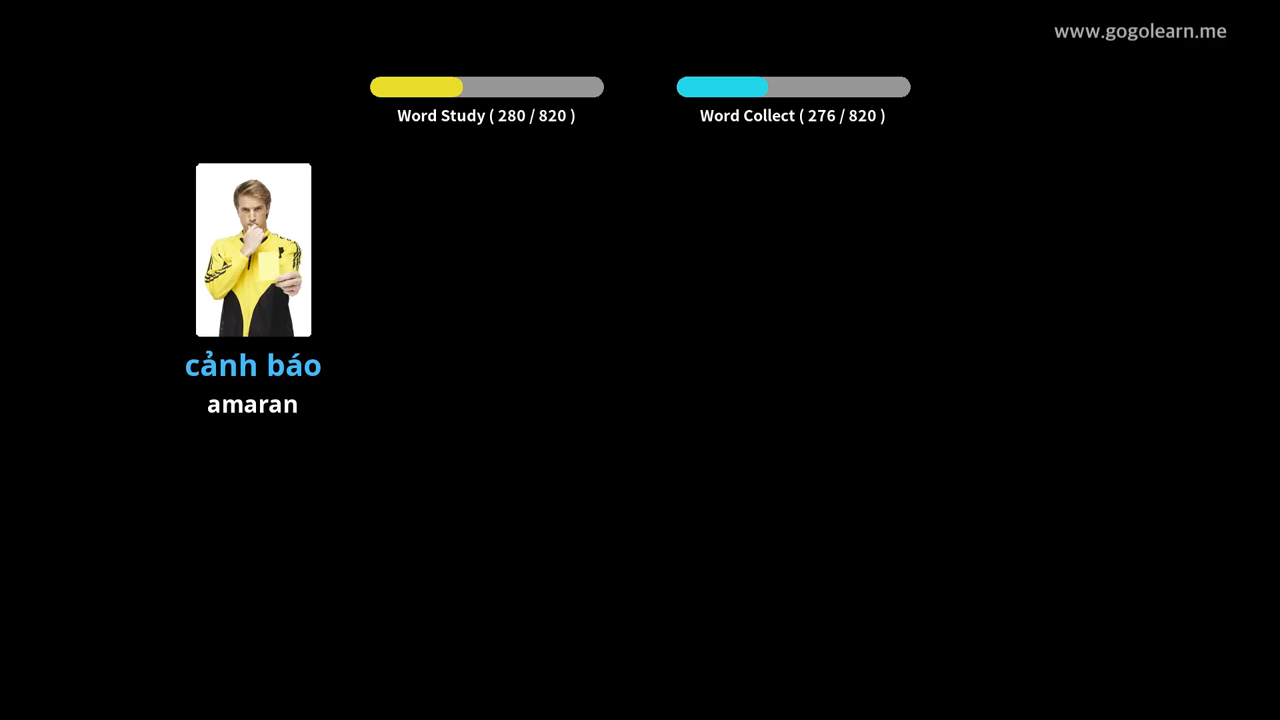 www.gogolearn.me
Word Study ( 280 / 820 )
Word Collect ( 276 / 820 )
cảnh báo
amaran